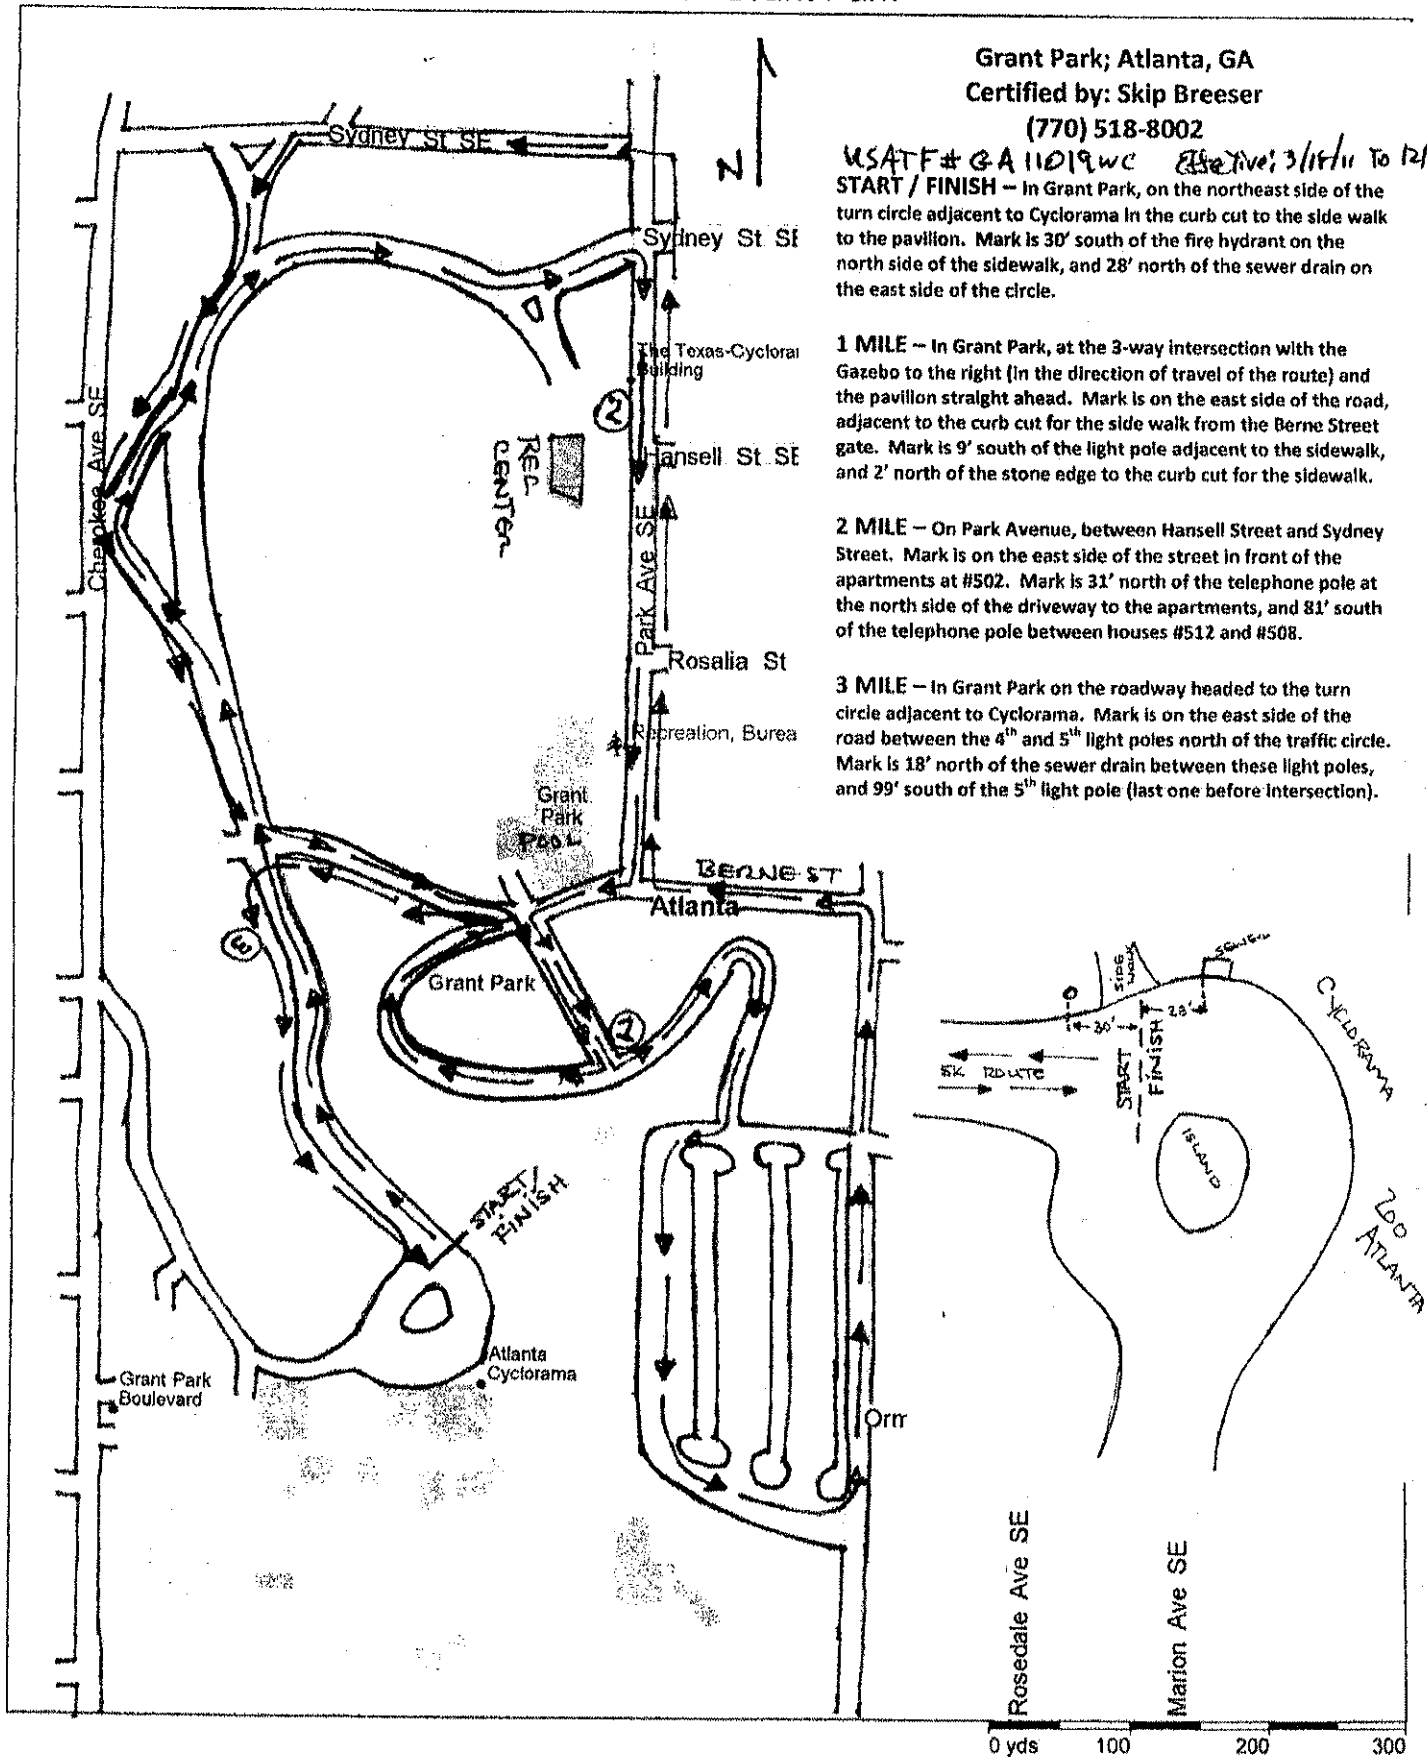 Grant Park; Atlanta, GA
Certified by: Skip Breeser
(770) 518-8002
USATF# GA11019WC Effective: 3/18/11 To 12/
START / FINISH – In Grant Park, on the northeast side of the
turn circle adjacent to Cyclorama in the curb cut to the side walk
to the pavilion. Mark is 30' south of the fire hydrant on the
north side of the sidewalk, and 28' north of the sewer drain on
the east side of the circle.
1 MILE – In Grant Park, at the 3-way intersection with the
Gazebo to the right (in the direction of travel of the route) and
the pavilion straight ahead. Mark is on the east side of the road,
adjacent to the curb cut for the side walk from the Berne Street
gate. Mark is 9' south of the light pole adjacent to the sidewalk,
and 2' north of the stone edge to the curb cut for the sidewalk.
2 MILE – On Park Avenue, between Hansell Street and Sydney
Street. Mark is on the east side of the street in front of the
apartments at #502. Mark is 31' north of the telephone pole at
the north side of the driveway to the apartments, and 81' south
of the telephone pole between houses #512 and #508.
3 MILE – In Grant Park on the roadway headed to the turn
circle adjacent to Cyclorama. Mark is on the east side of the
road between the 4th and 5th light poles north of the traffic circle.
Mark is 18' north of the sewer drain between these light poles,
and 99' south of the 5th light pole (last one before intersection).
N
Sydney St SE
Sydney St SE
The Texas-Cyclorar
Building
2
Hansell St SE
REC
CENTER
Cherokee Ave SE
Park Ave SE
Rosalia St
Recreation, Burea
Grant
Park
POOL
BERNE ST
Atlanta
3
Grant Park
START/
FINISH
Atlanta
Cyclorama
Grant Park
Boulevard
Orm
SIDE
WALK
SEWER
30'
28'
5K ROUTE
START
FINISH
ISLAND
CYCLORAMA
ZOO
ATLANTA
Rosedale Ave SE
Marion Ave SE
0 yds 100 200 300